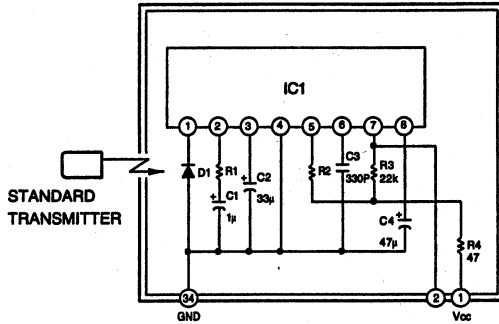 IC1
1 2 3 4 5 6 7 8
D1
R1
C1
1μ
C2
33μ
R2
C3
330P
R3
22k
C4
47μ
R4
47
STANDARD
TRANSMITTER
34 2 1
GND Vcc